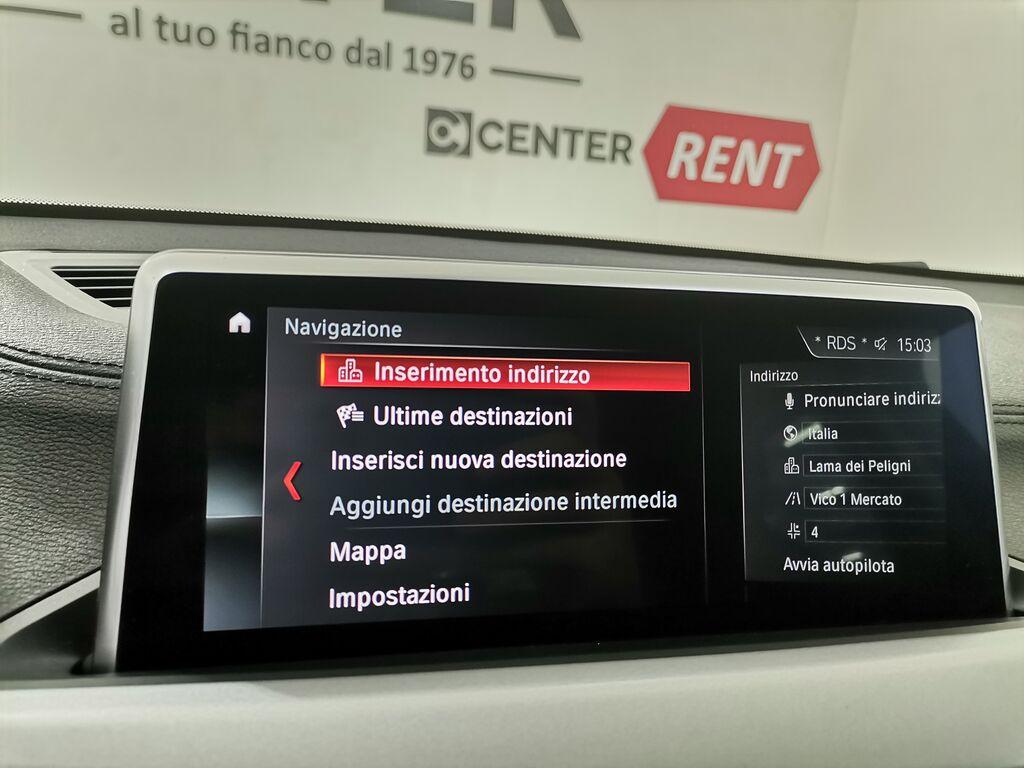 al tuo fianco dal 1976
CENTER RENT
Navigazione
Inserimento indirizzo
Ultime destinazioni
Inserisci nuova destinazione
Aggiungi destinazione intermedia
Mappa
Impostazioni
* RDS * 15:03
Indirizzo
Pronunciare indiriz
Italia
Lama dei Peligni
Vico 1 Mercato
4
Avvia autopilota